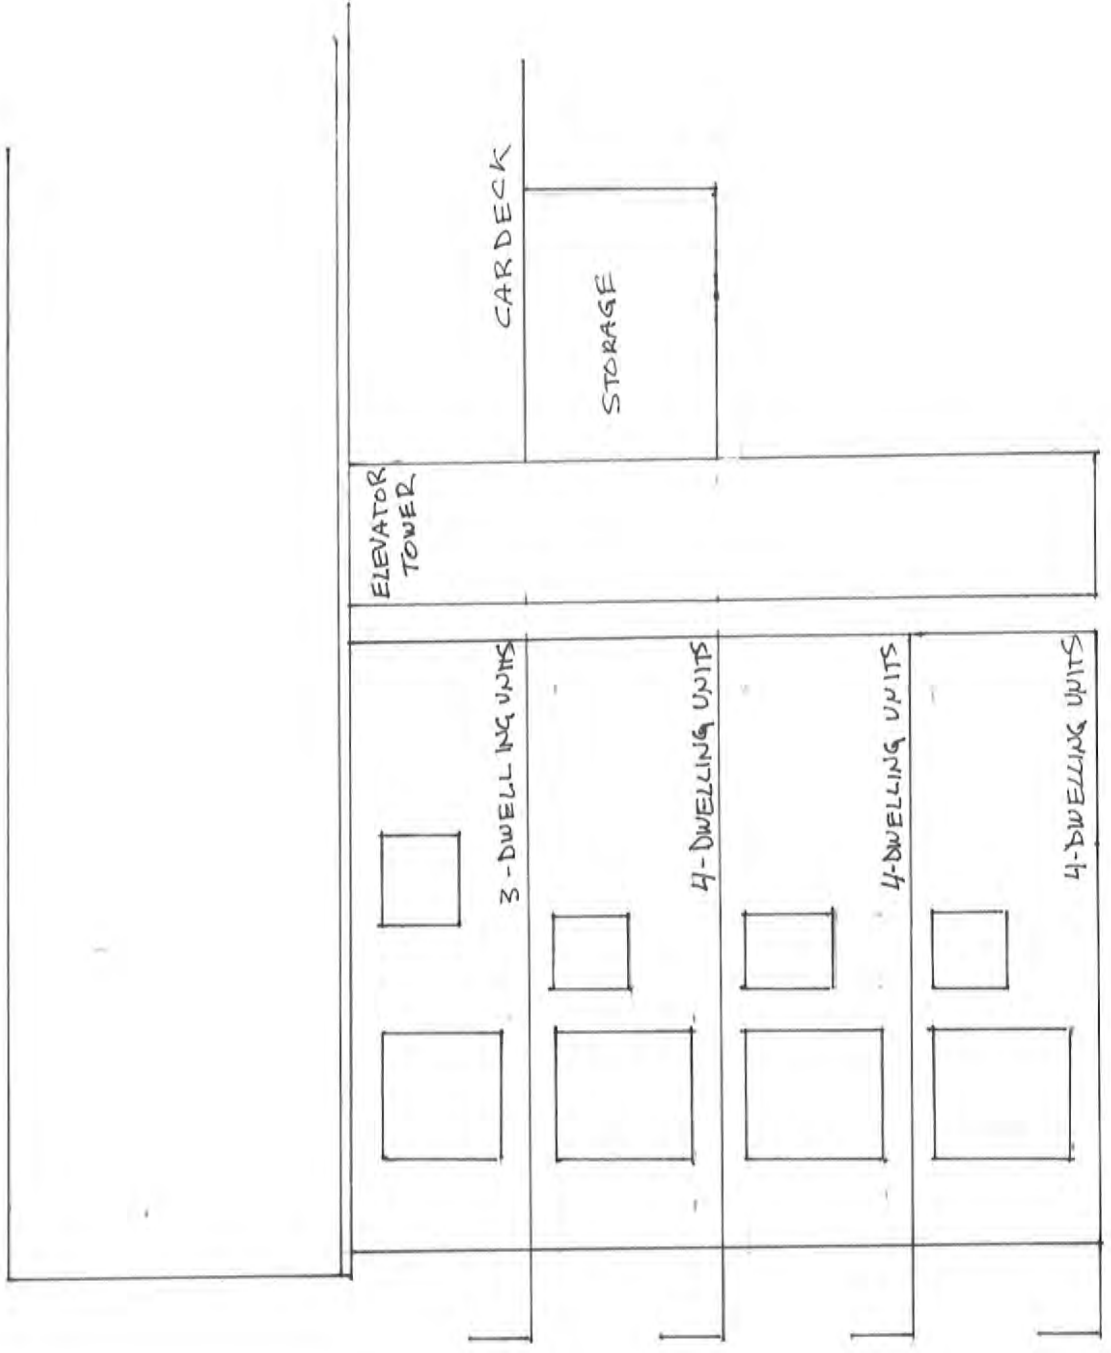 CARDECK
STORAGE
ELEVATOR
TOWER
3-DWELLING UNITS
4-DWELLING UNITS
4-DWELLING UNITS
4-DWELLING UNITS